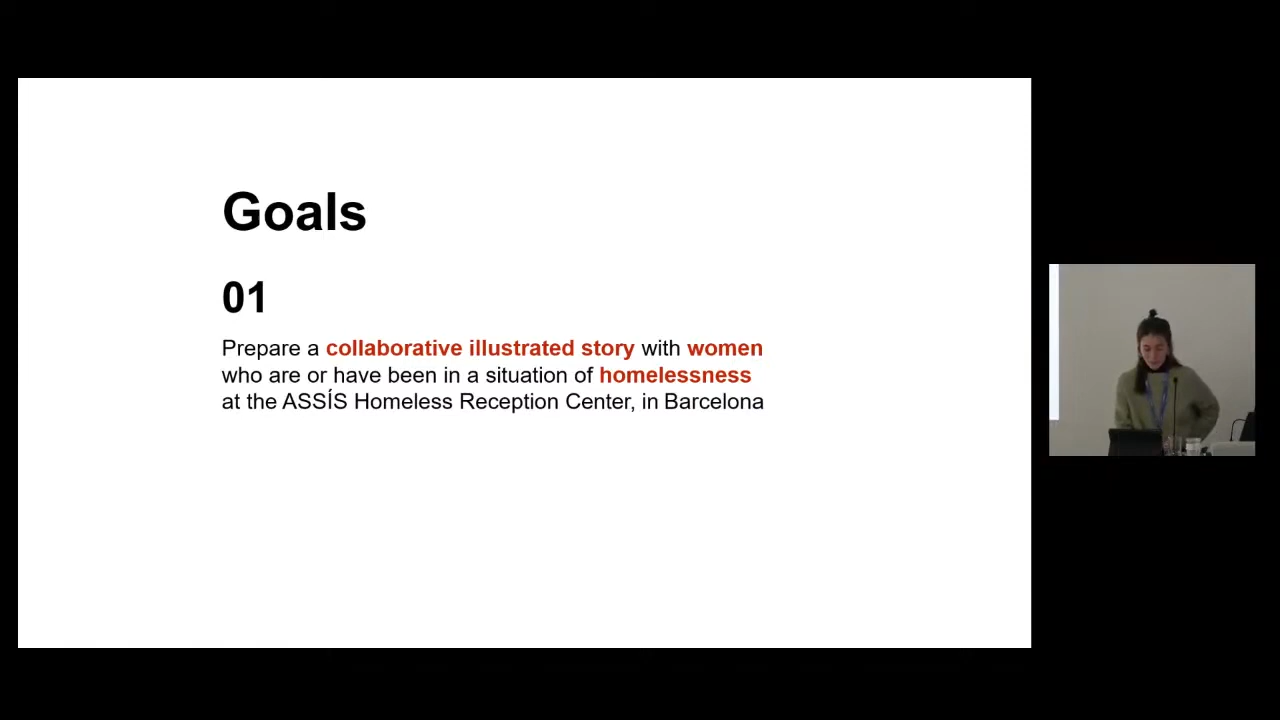 Goals
01
Prepare a collaborative illustrated story with women
who are or have been in a situation of homelessness
at the ASSÍS Homeless Reception Center, in Barcelona